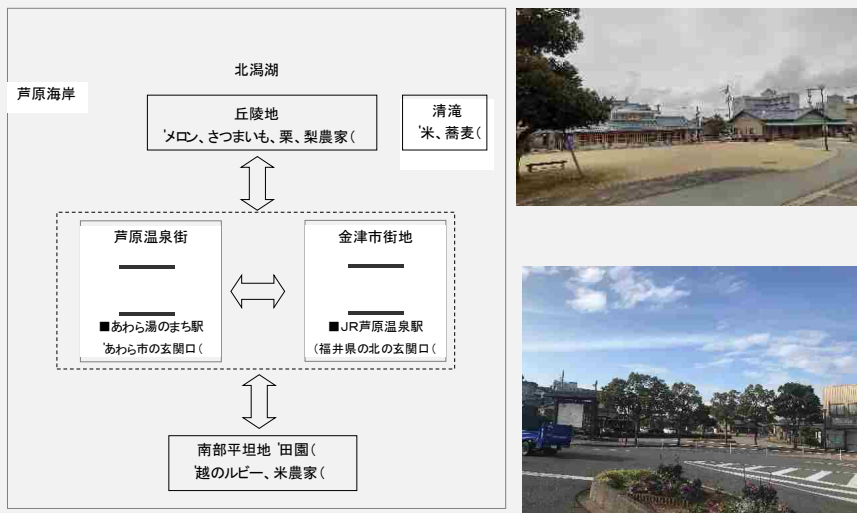 北潟湖
芦原海岸
丘陵地
'メロン、さつまいも、栗、梨農家(
清滝
'米、蕎麦(
芦原温泉街
金津市街地
■あわら湯のまち駅
'あわら市の玄関口(
■JR芦原温泉駅
(福井県の北の玄関口(
南部平坦地 '田園(
'越のルビー、米農家(